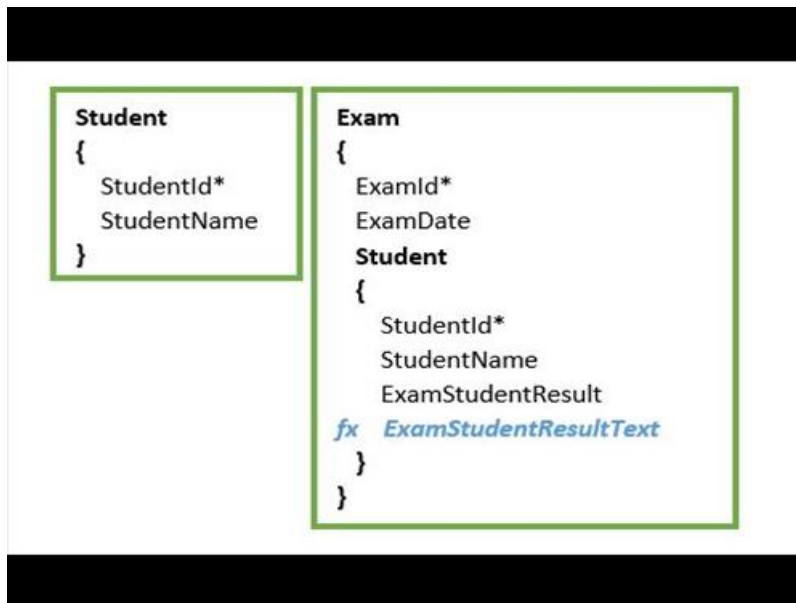 Student
{
StudentId*
StudentName
}
Exam
{
ExamId*
ExamDate
Student
{
StudentId*
StudentName
ExamStudentResult
fx ExamStudentResultText
}
}